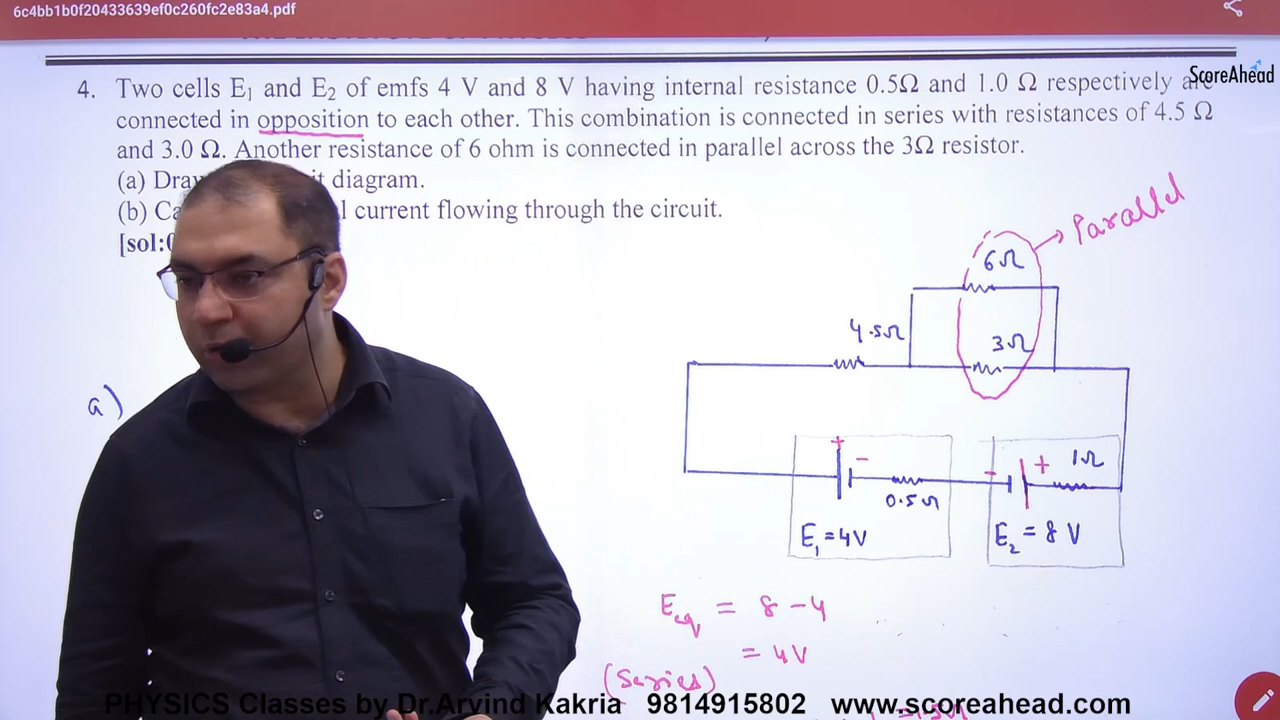 6c4bb1b0f20433639ef0c260fc2e83a4.pdf
ScoreAhead
4. Two cells E₁ and E₂ of emfs 4 V and 8 V having internal resistance 0.5Ω and 1.0 Ω respectively are
connected in opposition to each other. This combination is connected in series with resistances of 4.5 Ω
and 3.0 Ω. Another resistance of 6 ohm is connected in parallel across the 3Ω resistor.
(a) diagram.
(b) current flowing through the circuit.
[sol:
Parallel
6Ω
4.5Ω
3Ω
a)
+ -
- +
1Ω
0.5Ω
E₁ = 4V
E₂ = 8 V
Eeq = 8 - 4
= 4V
(Series)
PHYSICS Classes by Dr.Arvind Kakria 9814915802 www.scoreahead.com